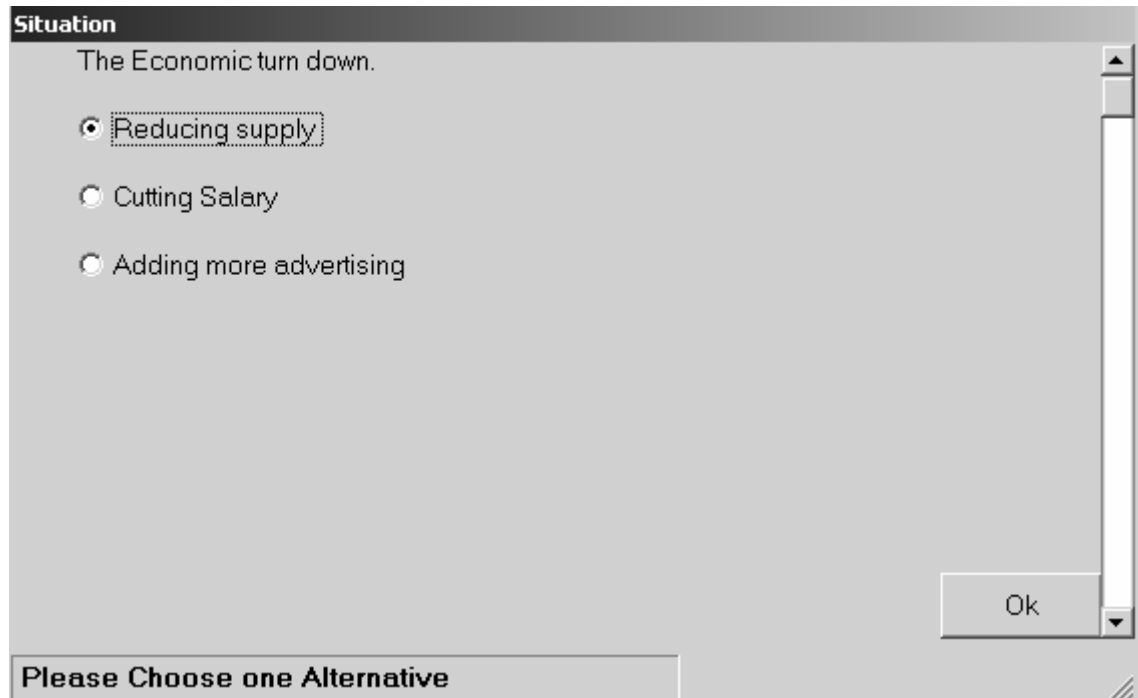 Situation
The Economic turn down.
Reducing supply
Cutting Salary
Adding more advertising
Ok
Please Choose one Alternative